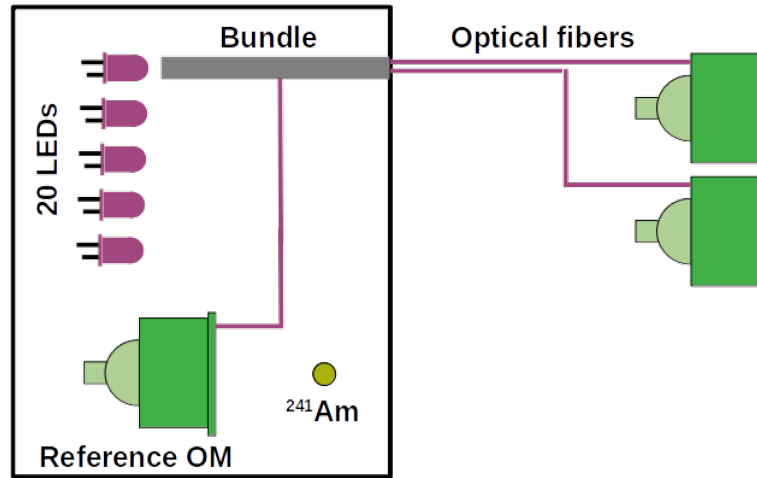 Bundle
Optical fibers
20 LEDs
²⁴¹Am
Reference OM